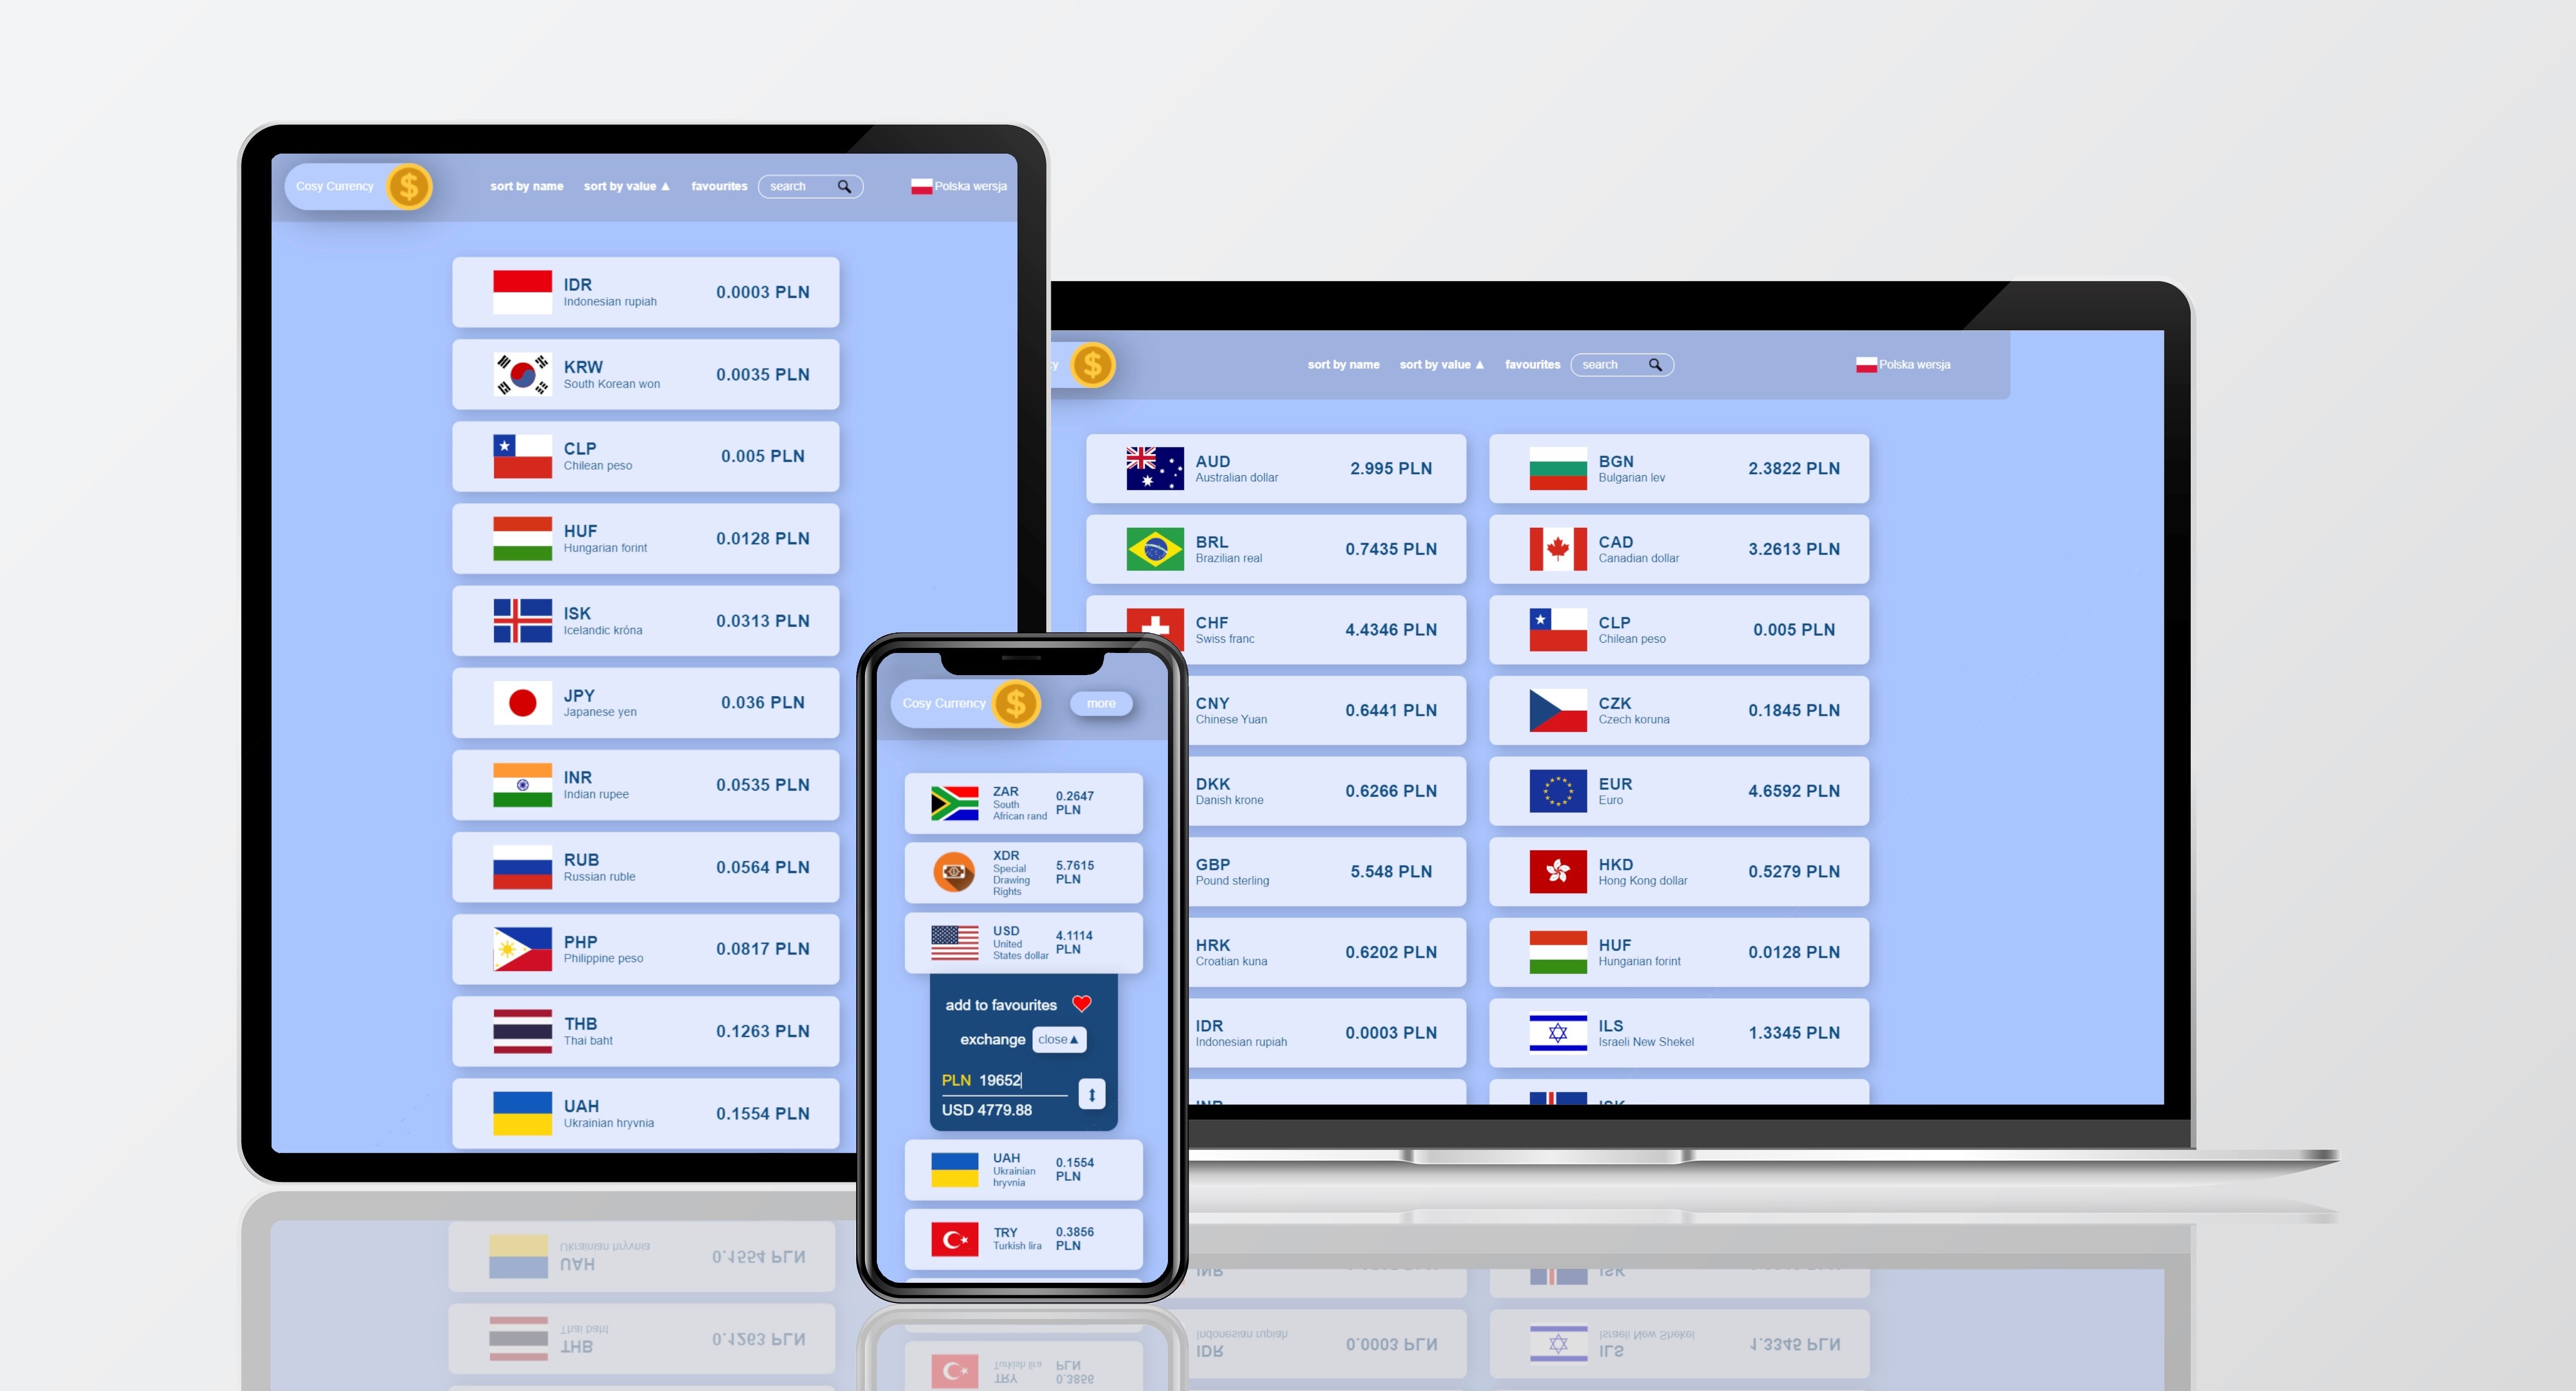 Cosy Currency
sort by name
sort by value ▲
favourites
search
Polska wersja
IDR
Indonesian rupiah
0.0003 PLN
KRW
South Korean won
0.0035 PLN
CLP
Chilean peso
0.005 PLN
HUF
Hungarian forint
0.0128 PLN
ISK
Icelandic króna
0.0313 PLN
JPY
Japanese yen
0.036 PLN
INR
Indian rupee
0.0535 PLN
RUB
Russian ruble
0.0564 PLN
PHP
Philippine peso
0.0817 PLN
THB
Thai baht
0.1263 PLN
UAH
Ukrainian hryvnia
0.1554 PLN
Cosy Currency
more
ZAR
South
African rand
0.2647
PLN
XDR
Special
Drawing
Rights
5.7615
PLN
USD
United
States dollar
4.1114
PLN
add to favourites
exchange
close▲
PLN 19652
USD 4779.88
UAH
Ukrainian
hryvnia
0.1554
PLN
TRY
Turkish lira
0.3856
PLN
sort by name
sort by value ▲
favourites
search
Polska wersja
AUD
Australian dollar
2.995 PLN
BGN
Bulgarian lev
2.3822 PLN
BRL
Brazilian real
0.7435 PLN
CAD
Canadian dollar
3.2613 PLN
CHF
Swiss franc
4.4346 PLN
CLP
Chilean peso
0.005 PLN
CNY
Chinese Yuan
0.6441 PLN
CZK
Czech koruna
0.1845 PLN
DKK
Danish krone
0.6266 PLN
EUR
Euro
4.6592 PLN
GBP
Pound sterling
5.548 PLN
HKD
Hong Kong dollar
0.5279 PLN
HRK
Croatian kuna
0.6202 PLN
HUF
Hungarian forint
0.0128 PLN
IDR
Indonesian rupiah
0.0003 PLN
ILS
Israeli New Shekel
1.3345 PLN